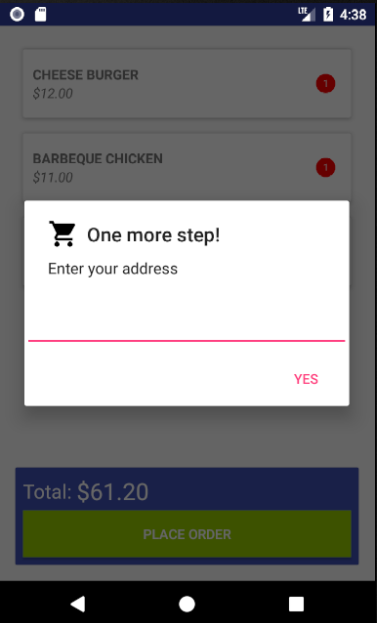 LTE 4:38
CHEESE BURGER
$12.00
1
BARBEQUE CHICKEN
$11.00
1
One more step!
Enter your address
YES
Total: $61.20
PLACE ORDER